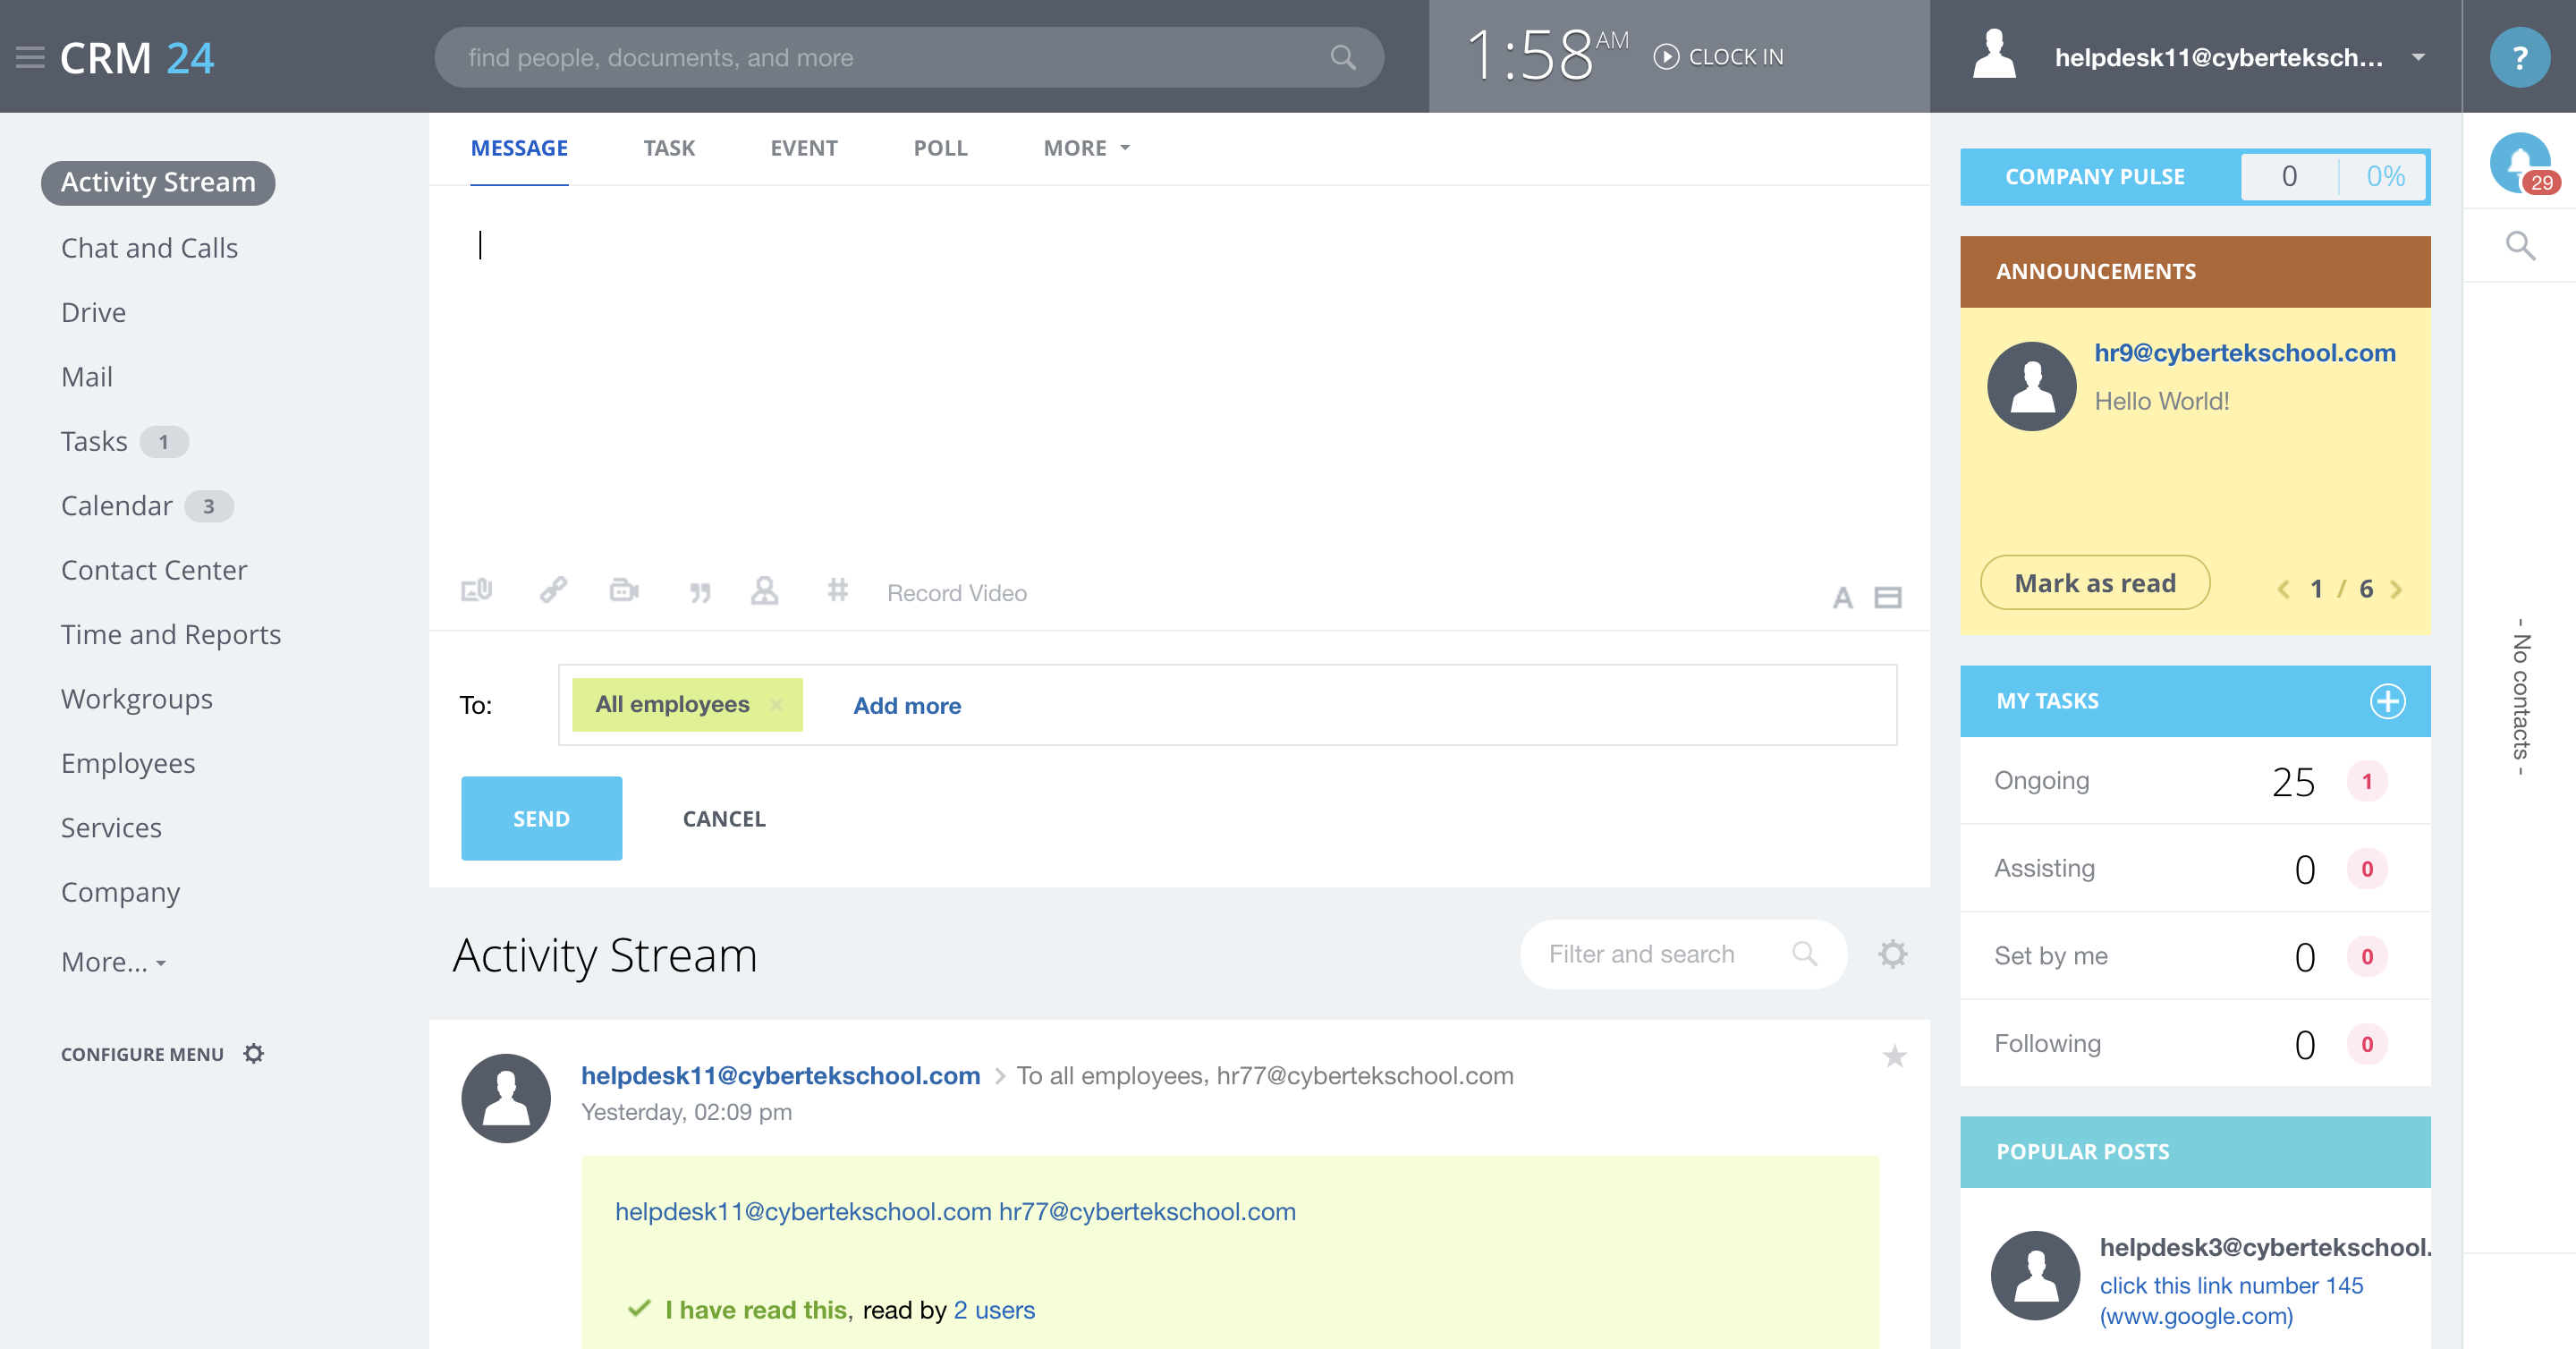 CRM 24
find people, documents, and more
1:58 AM CLOCK IN
helpdesk11@cyberteksch...
?
Activity Stream
Chat and Calls
Drive
Mail
Tasks 1
Calendar 3
Contact Center
Time and Reports
Workgroups
Employees
Services
Company
More...
CONFIGURE MENU
MESSAGE TASK EVENT POLL MORE
Record Video
A
To: All employees × Add more
SEND CANCEL
Activity Stream
Filter and search
helpdesk11@cybertekschool.com > To all employees, hr77@cybertekschool.com
Yesterday, 02:09 pm
helpdesk11@cybertekschool.com hr77@cybertekschool.com
I have read this, read by 2 users
COMPANY PULSE 0 0%
ANNOUNCEMENTS
hr9@cybertekschool.com
Hello World!
Mark as read 1 / 6
MY TASKS
Ongoing 25 1
Assisting 0 0
Set by me 0 0
Following 0 0
POPULAR POSTS
helpdesk3@cybertekschool.
click this link number 145
(www.google.com)
29
- No contacts -